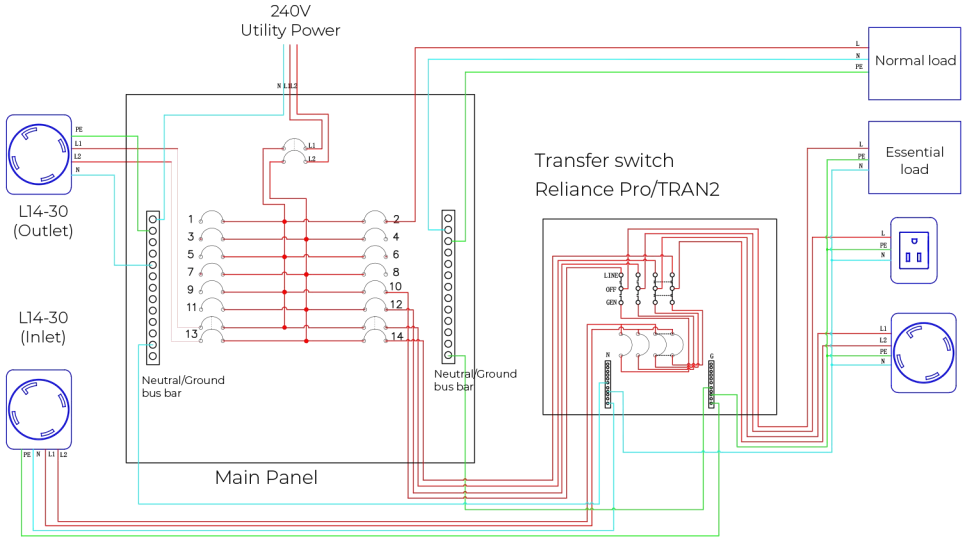 240V
Utility Power
N L1 L2
L
N
PE
Normal load
PE
L1
L2
N
L14-30
(Outlet)
L1
L2
L
PE
N
Essential
load
Transfer switch
Reliance Pro/TRAN2
1
2
3
4
5
6
7
8
9
10
11
12
13
14
L
PE
N
LINE
OFF
GEN
L14-30
(Inlet)
L1
L2
PE
N
N
G
Neutral/Ground
bus bar
Neutral/Ground
bus bar
PE N L1 L2
Main Panel